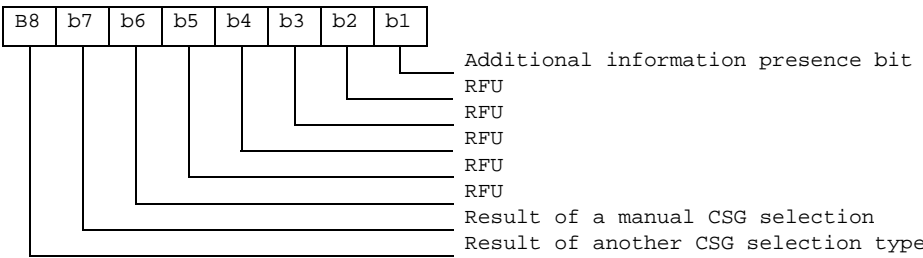 B8 b7 b6 b5 b4 b3 b2 b1
Additional information presence bit
RFU
RFU
RFU
RFU
RFU
Result of a manual CSG selection
Result of another CSG selection type